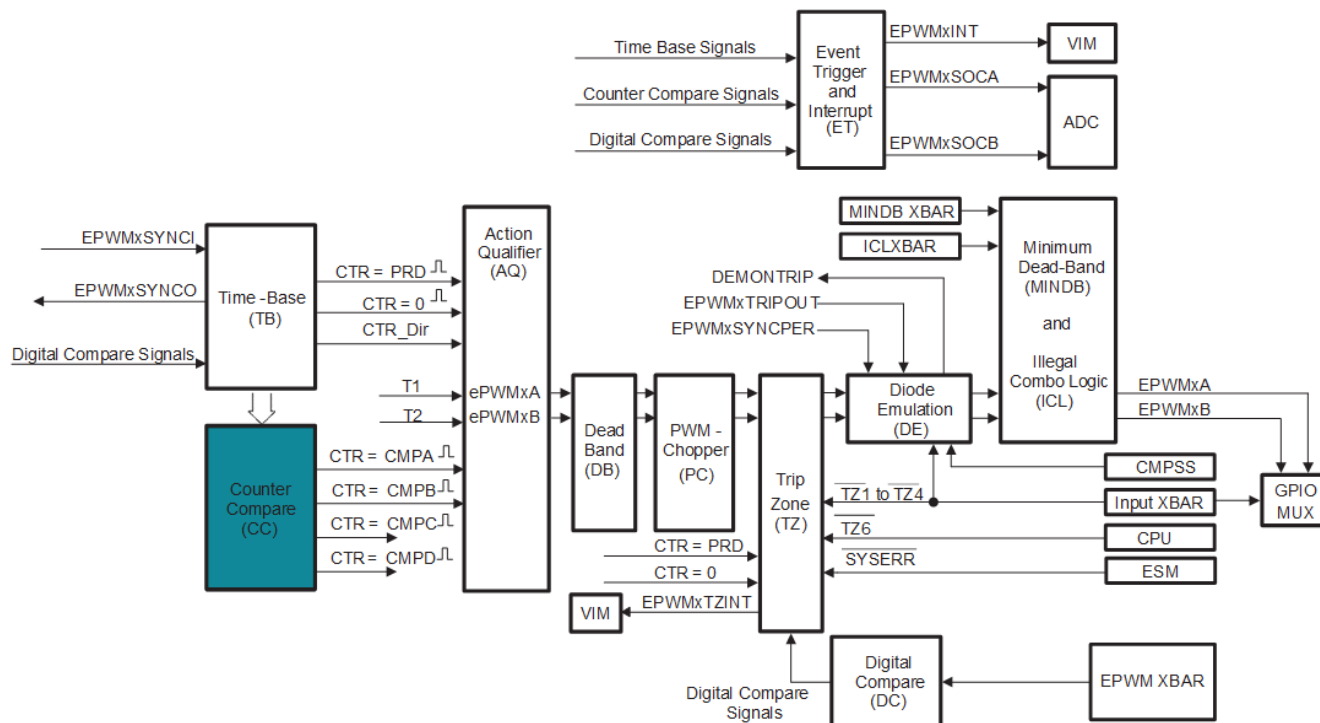 Time Base Signals
Counter Compare Signals
Digital Compare Signals
Event
Trigger
and
Interrupt
(ET)
EPWMxINT
EPWMxSOCA
EPWMxSOCB
VIM
ADC
EPWMxSYNCI
EPWMxSYNCO
Digital Compare Signals
Time -Base
(TB)
CTR = PRD
CTR = 0
CTR_Dir
T1
T2
Action
Qualifier
(AQ)
ePWMxA
ePWMxB
Counter
Compare
(CC)
CTR = CMPA
CTR = CMPB
CTR = CMPC
CTR = CMPD
Dead
Band
(DB)
PWM -
Chopper
(PC)
Trip
Zone
(TZ)
CTR = PRD
CTR = 0
EPWMxTZINT
VIM
DEMONTRIP
EPWMxTRIPOUT
EPWMxSYNCPER
Diode
Emulation
(DE)
MINDB XBAR
ICLXBAR
Minimum
Dead-Band
(MINDB)
and
Illegal
Combo Logic
(ICL)
EPWMxA
EPWMxB
TZ1 to TZ4
TZ6
SYSERR
CMPSS
Input XBAR
CPU
ESM
GPIO
MUX
Digital Compare
Signals
Digital
Compare
(DC)
EPWM XBAR